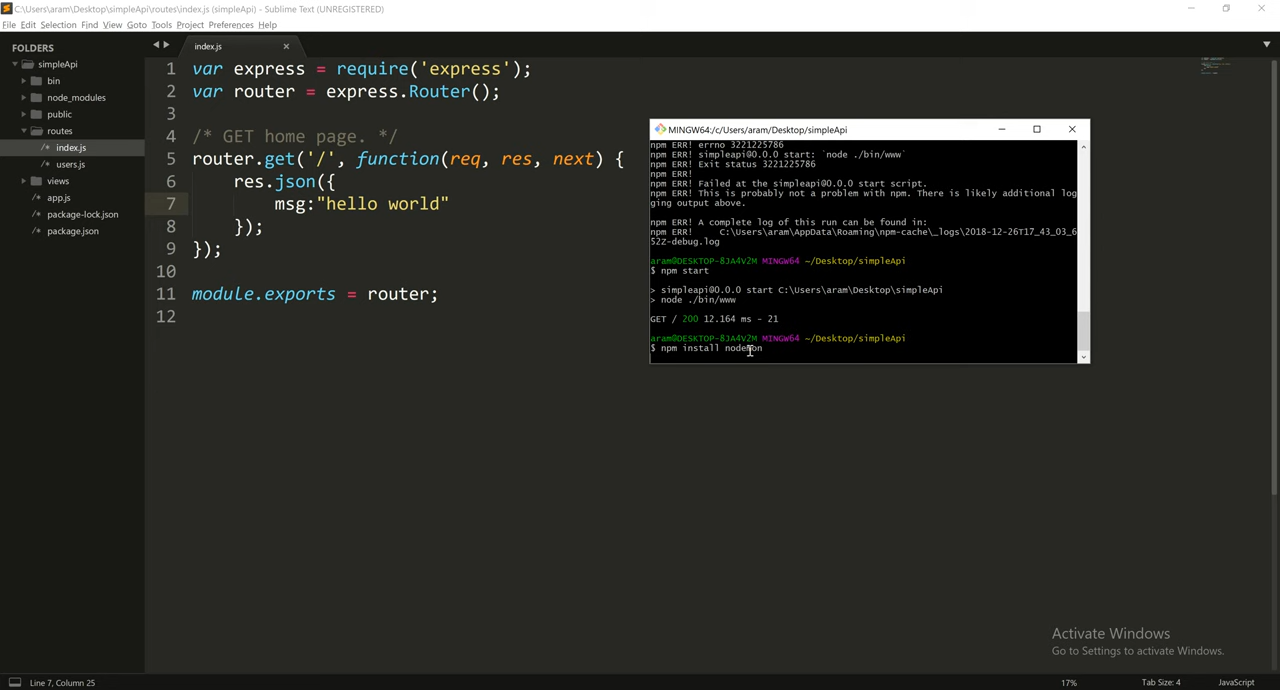 C:\Users\aram\Desktop\simpleApi\routes\index.js (simpleApi) - Sublime Text (UNREGISTERED)
File Edit Selection Find View Goto Tools Project Preferences Help
FOLDERS
simpleApi
bin
node_modules
public
routes
/* index.js
/* users.js
views
/* app.js
/* package-lock.json
/* package.json
index.js
1 var express = require('express');
2 var router = express.Router();
3
4 /* GET home page. */
5 router.get('/', function(req, res, next) {
6 res.json({
7 msg:"hello world"
8 });
9 });
10
11 module.exports = router;
12
MINGW64:/c/Users/aram/Desktop/simpleApi
npm ERR! errno 3221225786
npm ERR! simpleapi@0.0.0 start: `node ./bin/www`
npm ERR! Exit status 3221225786
npm ERR!
npm ERR! Failed at the simpleapi@0.0.0 start script.
npm ERR! This is probably not a problem with npm. There is likely additional log
ging output above.
npm ERR! A complete log of this run can be found in:
npm ERR! C:\Users\aram\AppData\Roaming\npm-cache\_logs\2018-12-26T17_43_03_6
52Z-debug.log
aram@DESKTOP-8JA4V2M MINGW64 ~/Desktop/simpleApi
$ npm start
> simpleapi@0.0.0 start C:\Users\aram\Desktop\simpleApi
> node ./bin/www
GET / 200 12.164 ms - 21
aram@DESKTOP-8JA4V2M MINGW64 ~/Desktop/simpleApi
$ npm install nodemon
Activate Windows
Go to Settings to activate Windows.
Line 7, Column 25
17%
Tab Size: 4
JavaScript